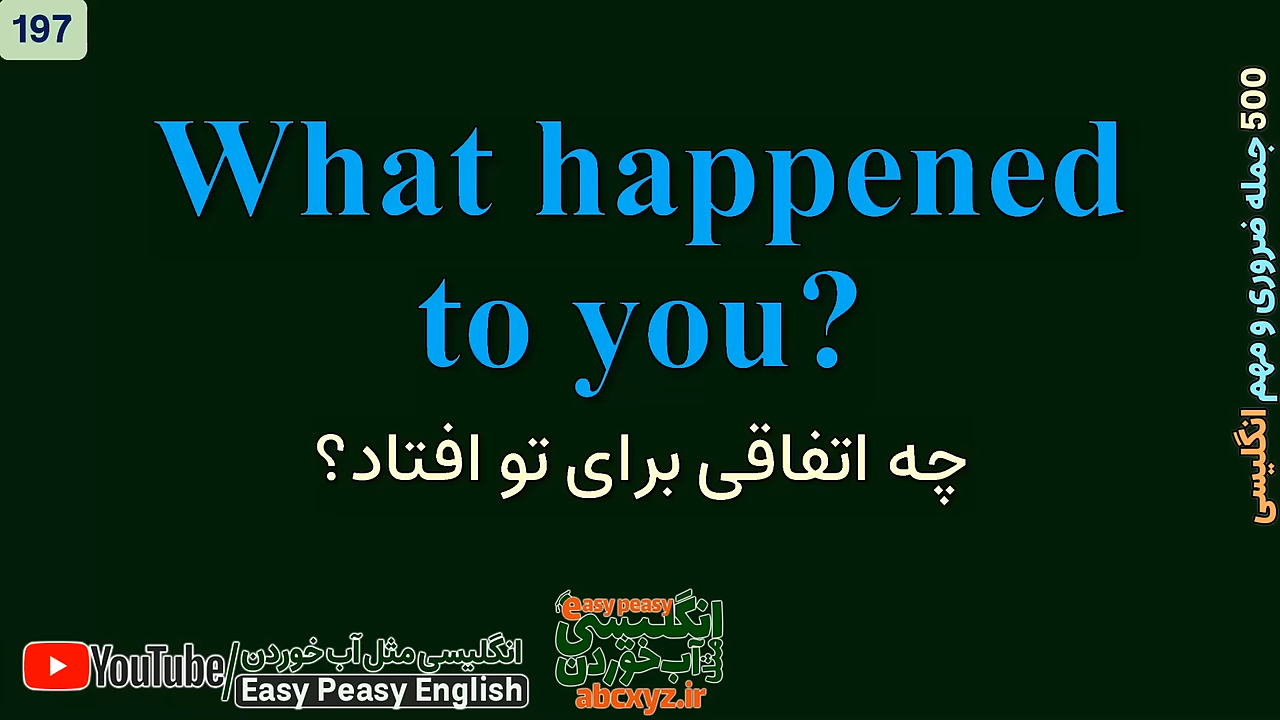 197
What happened
to you?
چه اتفاقی برای تو افتاد؟
500 جمله ضروری و مهم انگلیسی
YouTube/
انگلیسی مثل آب خوردن
Easy Peasy English
easy peasy
انگلیسی
مثل
آب خوردن
abcxyz.ir